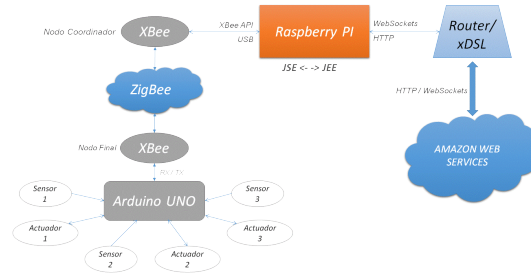 Nodo Coordinador
XBee
XBee API
USB
Raspberry PI
WebSockets
HTTP
Router/
xDSL
JSE <- -> JEE
ZigBee
HTTP / WebSockets
Nodo Final
XBee
RX / TX
AMAZON WEB
SERVICES
Arduino UNO
Sensor
1
Sensor
3
Actuador
1
Actuador
3
Sensor
2
Actuador
2